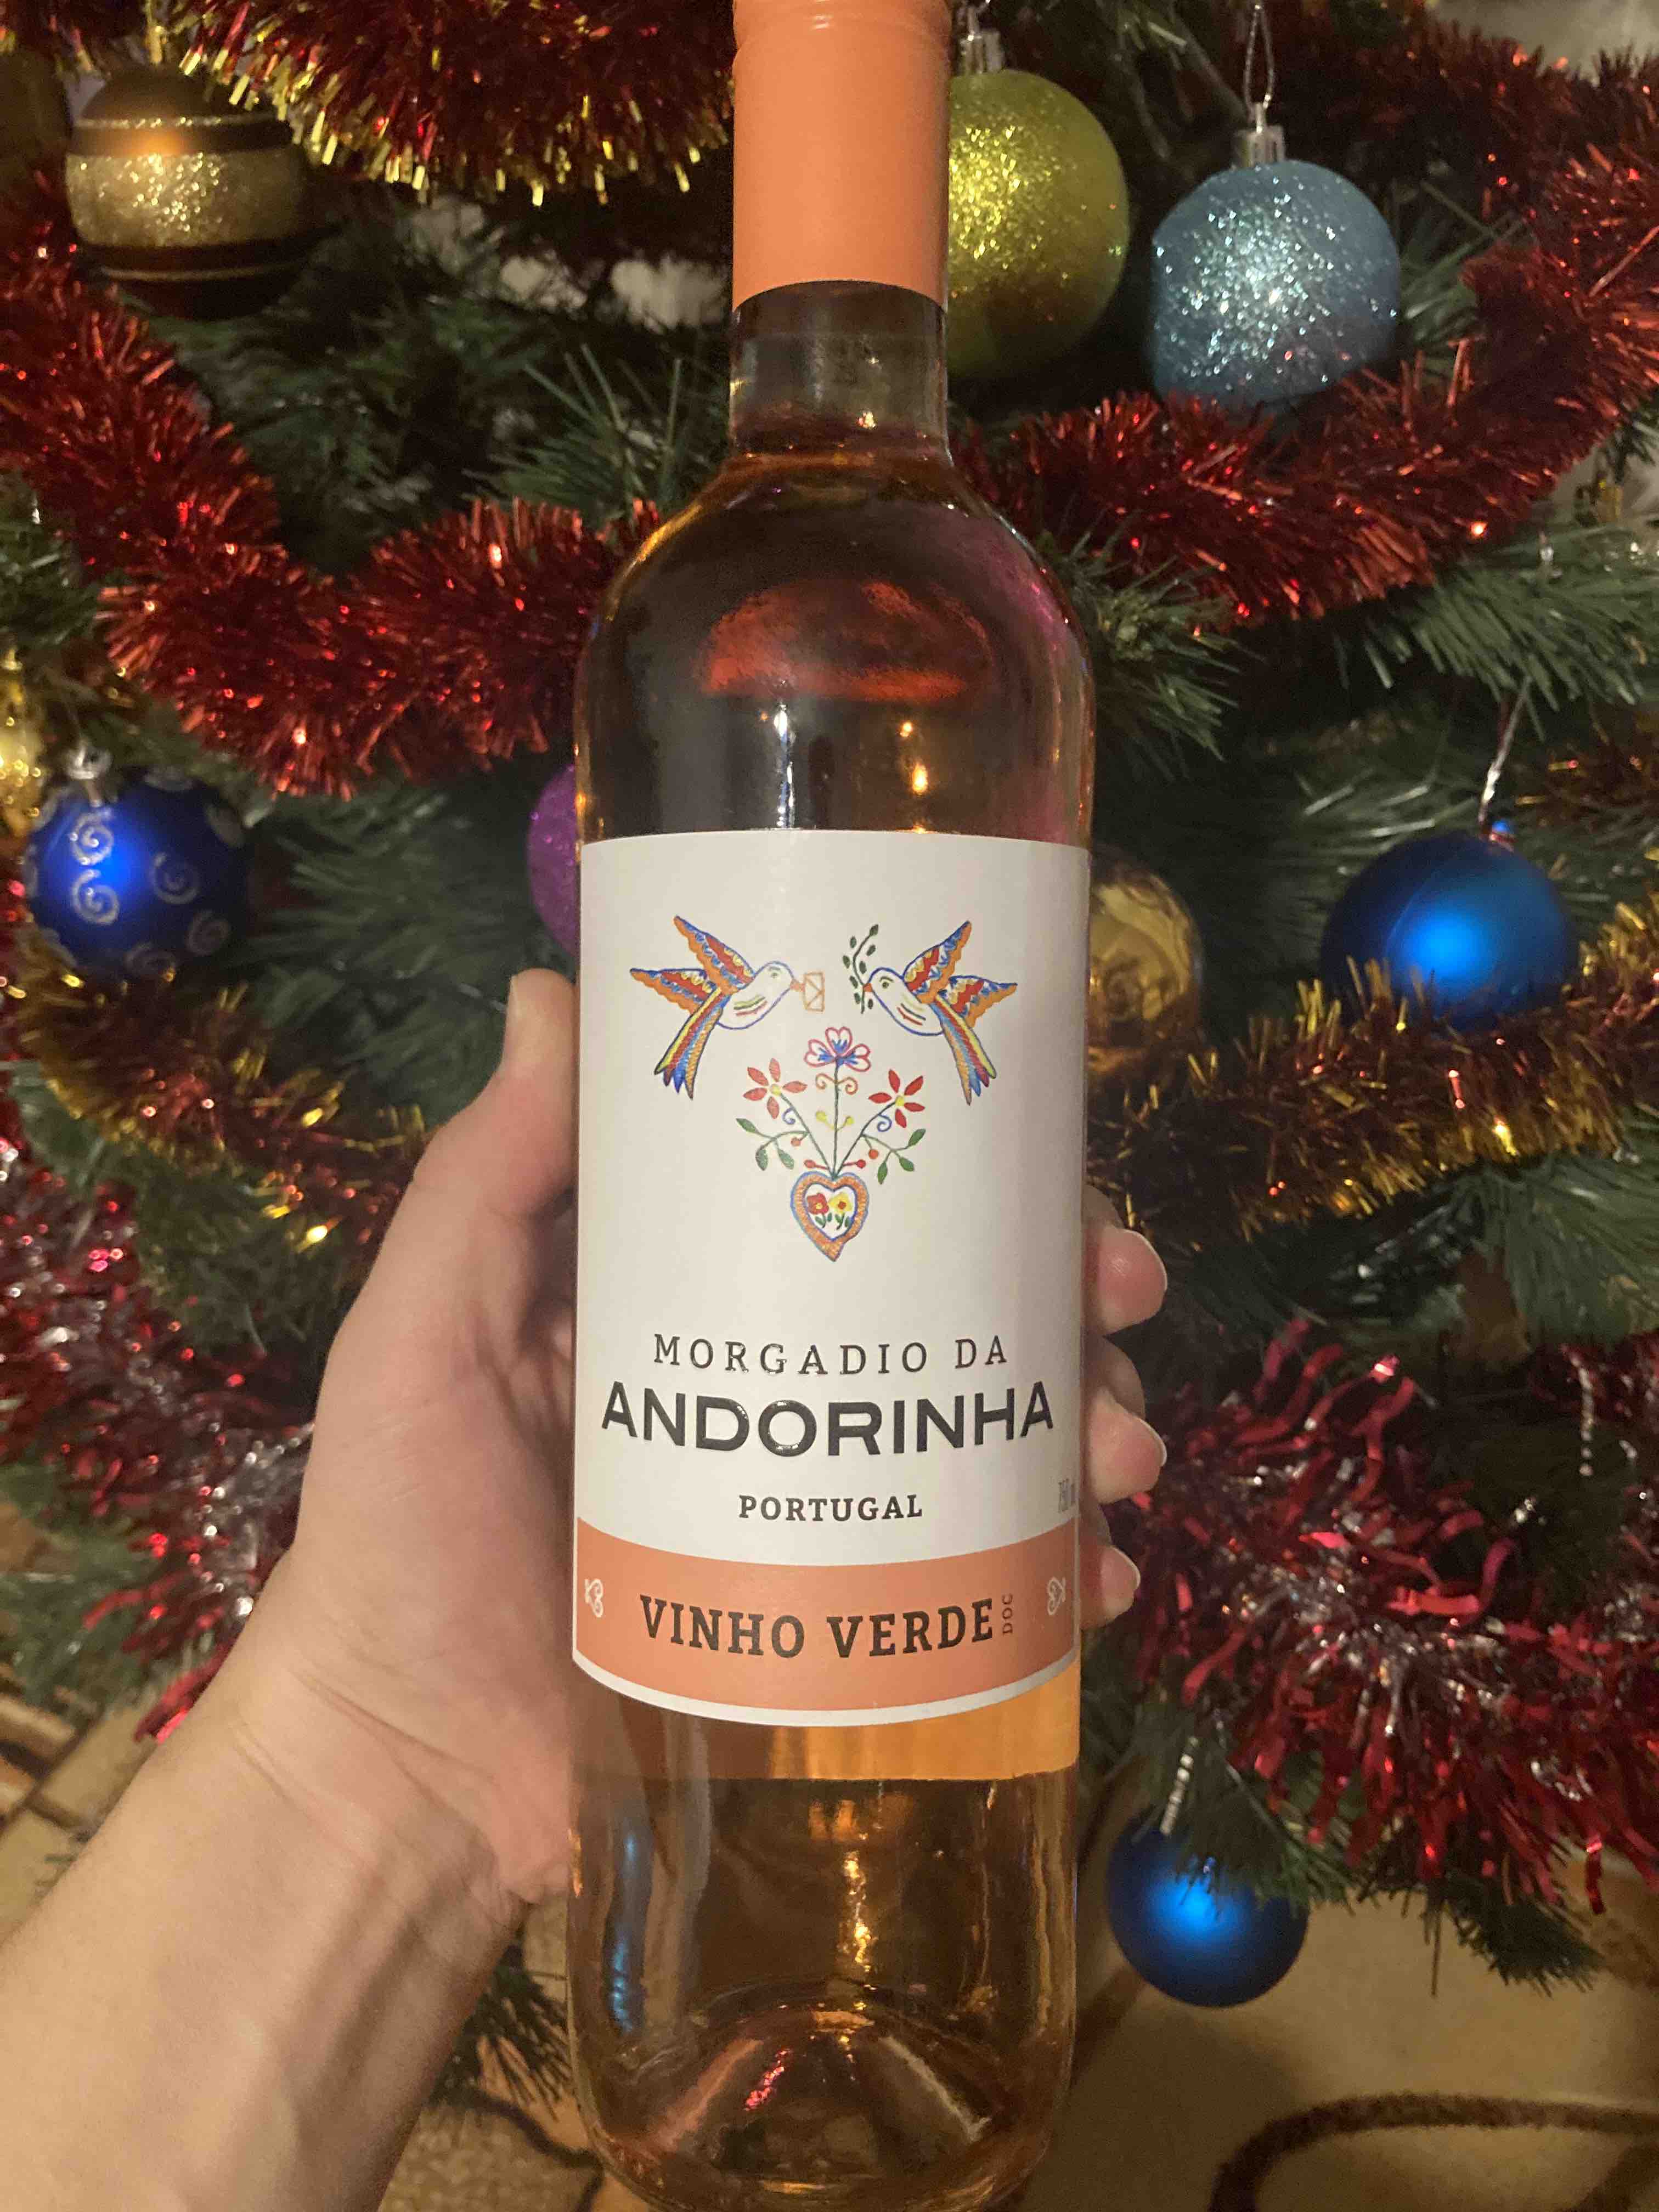 MORGADIO DA
ANDORINHA
PORTUGAL
VINHO VERDE DOC